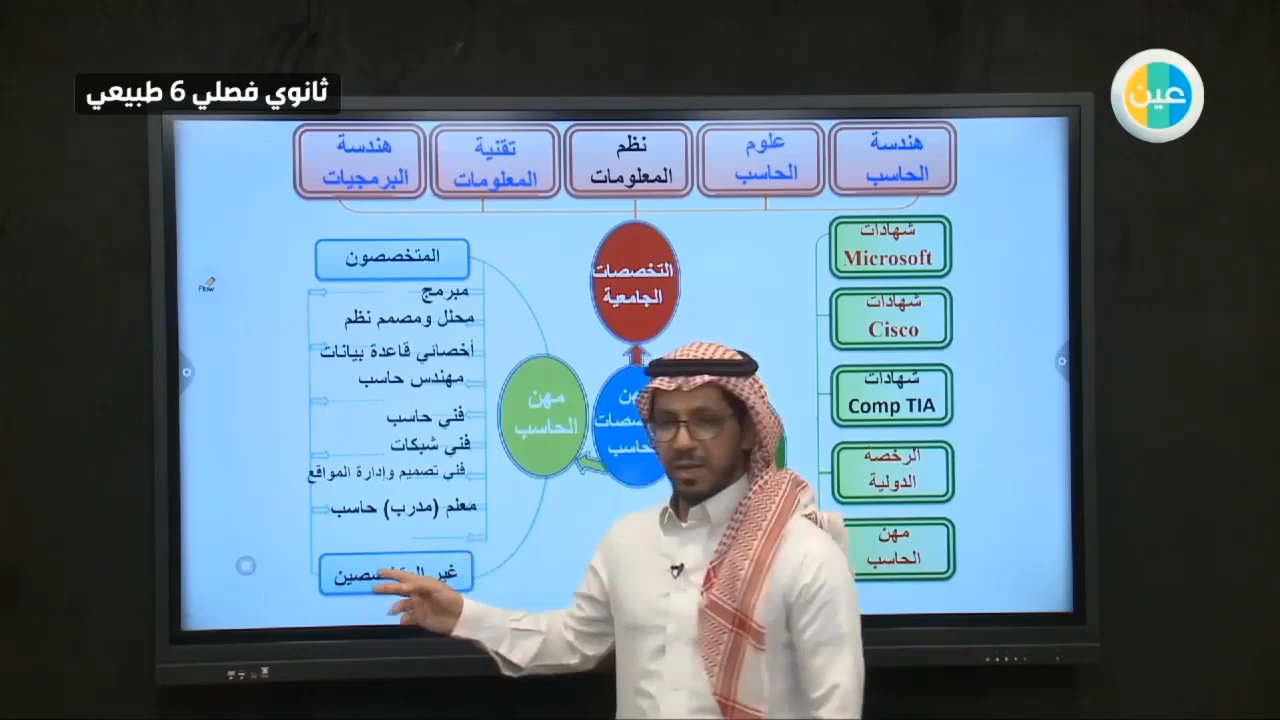 ثانوي فصلي 6 طبيعي
عين
هندسة
الحاسب
علوم
الحاسب
نظم
المعلومات
تقنية
المعلومات
هندسة
البرمجيات
شهادات
Microsoft
شهادات
Cisco
شهادات
Comp TIA
الرخصة
الدولية
مهن
الحاسب
التخصصات
الجامعية
مهن
الحاسب
المتخصصون
مبرمج
محلل ومصمم نظم
أخصائي قاعدة بيانات
مهندس حاسب
فني حاسب
فني شبكات
فني تصميم وإدارة المواقع
معلم (مدرب) حاسب
غير المتخصصين
Flow